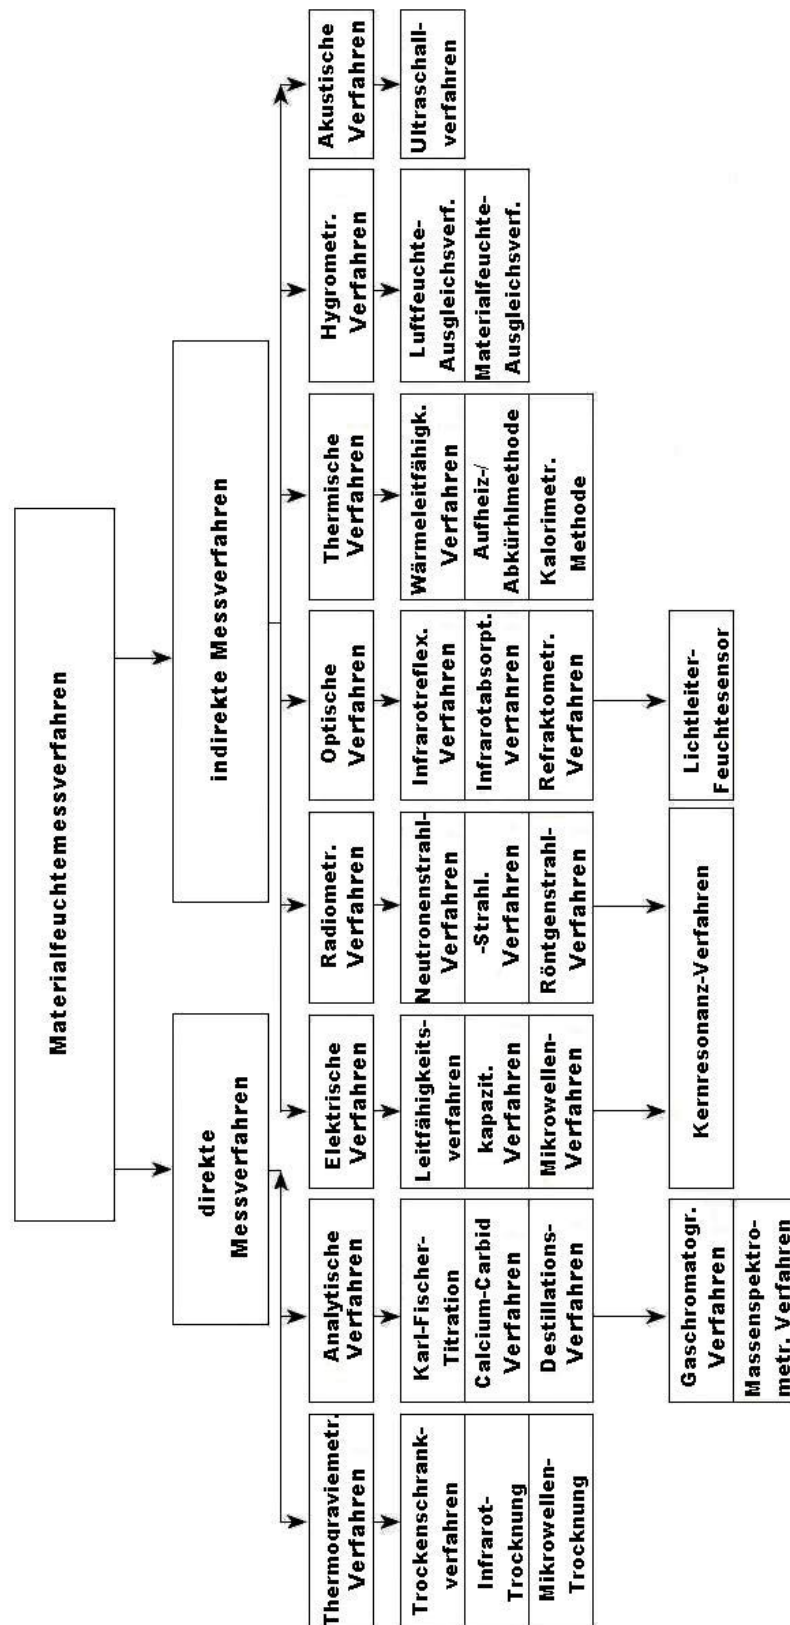 Materialfeuchtemessverfahren
direkte
Messverfahren
indirekte Messverfahren
Thermograviemetr.
Verfahren
Analytische
Verfahren
Elektrische
Verfahren
Radiometr.
Verfahren
Optische
Verfahren
Thermische
Verfahren
Hygrometr.
Verfahren
Akustische
Verfahren
Trockenschrank-
verfahren
Infrarot-
Trocknung
Mikrowellen-
Trocknung
Karl-Fischer-
Titration
Calcium-Carbid
Verfahren
Destillations-
Verfahren
Leitfähigkeits-
verfahren
kapazit.
Verfahren
Mikrowellen-
Verfahren
Neutronenstrahl-
Verfahren
-Strahl.
Verfahren
Röntgenstrahl-
Verfahren
Infrarotreflex.
Verfahren
Infrarotabsorpt.
Verfahren
Refraktometr.
Verfahren
Wärmeleitfähigk.
Verfahren
Aufheiz-/
Abkürhlmethode
Kalorimetr.
Methode
Luftfeuchte-
Ausgleichsverf.
Materialfeuchte-
Ausgleichsverf.
Ultraschall-
verfahren
Gaschromatogr.
Verfahren
Massenspektro-
metr. Verfahren
Kernresonanz-Verfahren
Lichtleiter-
Feuchtesensor